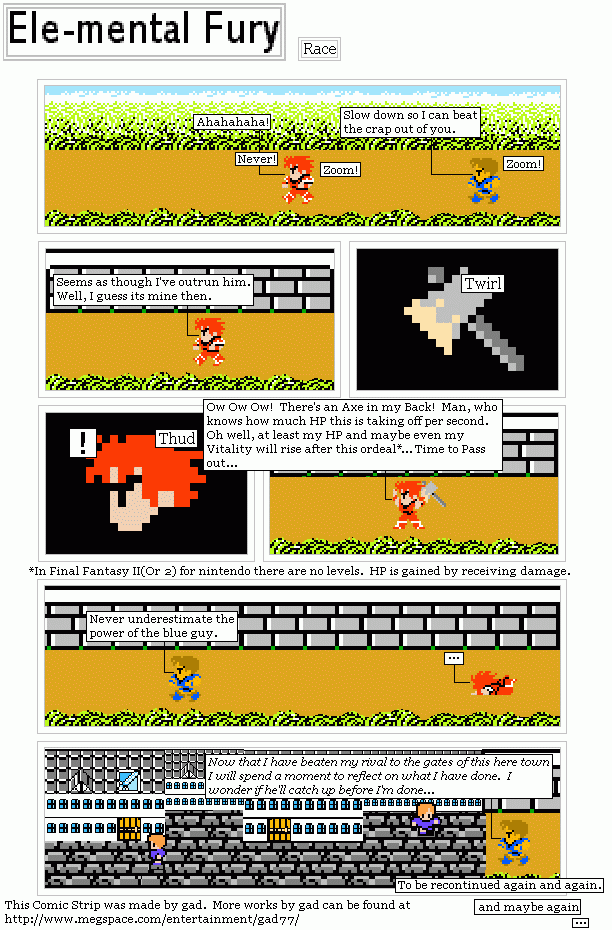 Ele-mental Fury
Race
Ahahahaha!
Never!
Zoom!
Slow down so I can beat
the crap out of you.
Zoom!
Seems as though I've outrun him.
Well, I guess its mine then.
Twirl
!
Thud
Ow Ow Ow!  There's an Axe in my Back!  Man, who
knows how much HP this is taking off per second.
Oh well, at least my HP and maybe even my
Vitality will rise after this ordeal*... Time to Pass
out...
*In Final Fantasy II(Or 2) for nintendo there are no levels.  HP is gained by receiving damage.
Never underestimate the
power of the blue guy.
...
Now that I have beaten my rival to the gates of this here town
I will spend a moment to reflect on what I have done.  I
wonder if he'll catch up before I'm done...
To be recontinued again and again.
This Comic Strip was made by gad.  More works by gad can be found at
http://www.megspace.com/entertainment/gad77/
and maybe again
...